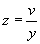 z = v/y